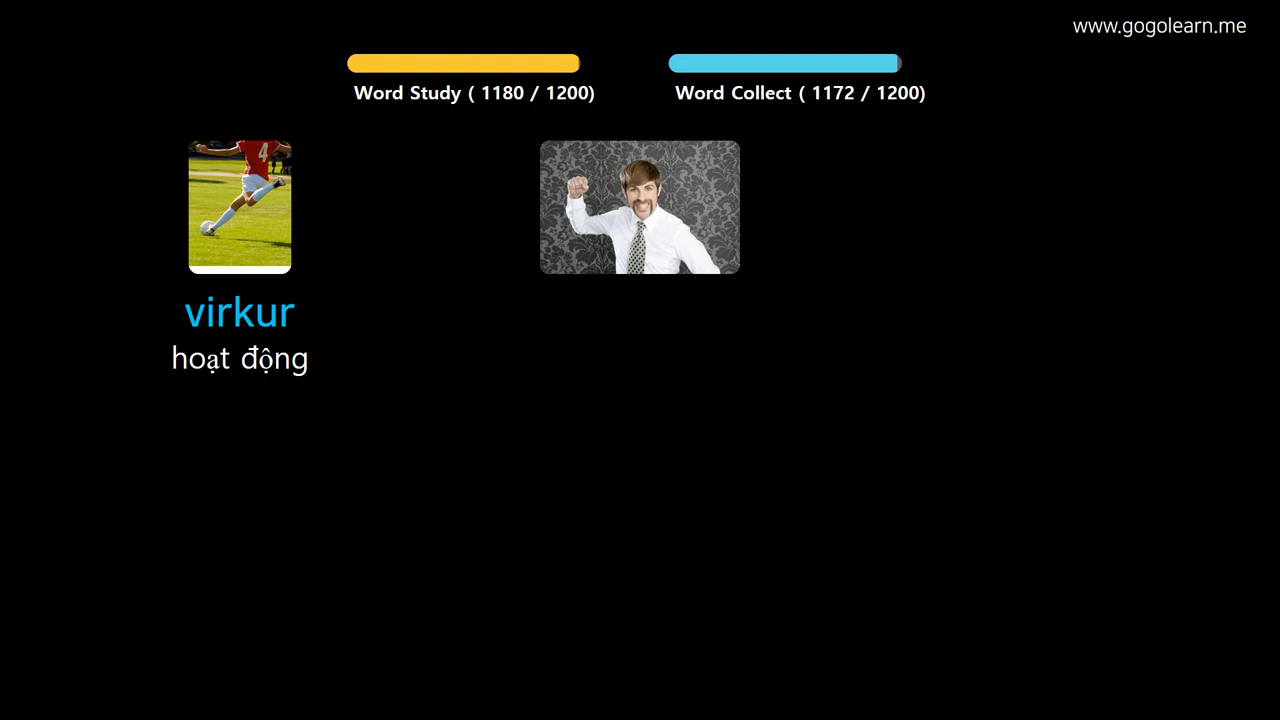 www.gogolearn.me
Word Study ( 1180 / 1200)
Word Collect ( 1172 / 1200)
4
virkur
hoạt động